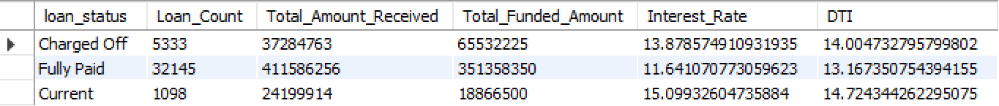 loan_status Loan_Count Total_Amount_Received Total_Funded_Amount Interest_Rate DTI
Charged Off 5333 37284763 65532225 13.878574910931935 14.004732795799802
Fully Paid 32145 411586256 351358350 11.641070773059623 13.167350754394155
Current 1098 24199914 18866500 15.09932604735884 14.724344262295075